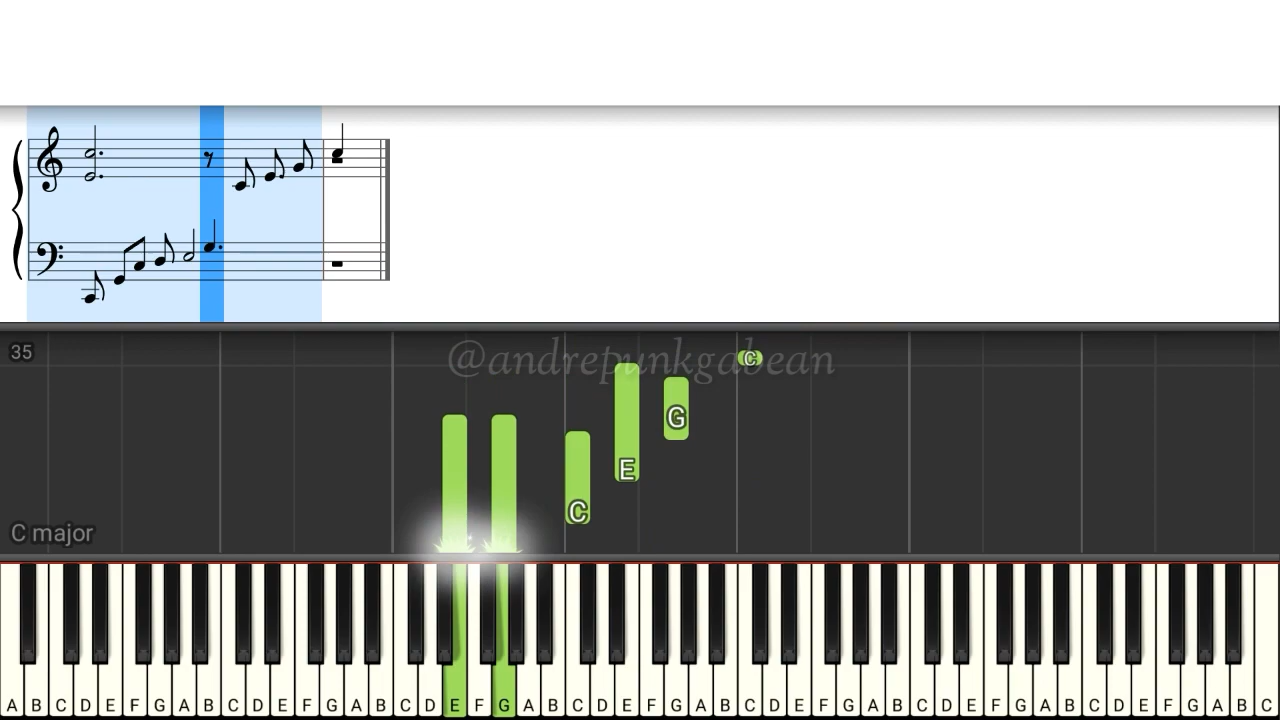 35
@andrepunkgabean
C
G
E
C
C major
A B C D E F G A B C D E F G A B C D E F G A B C D E F G A B C D E F G A B C D E F G A B C D E F G A B C